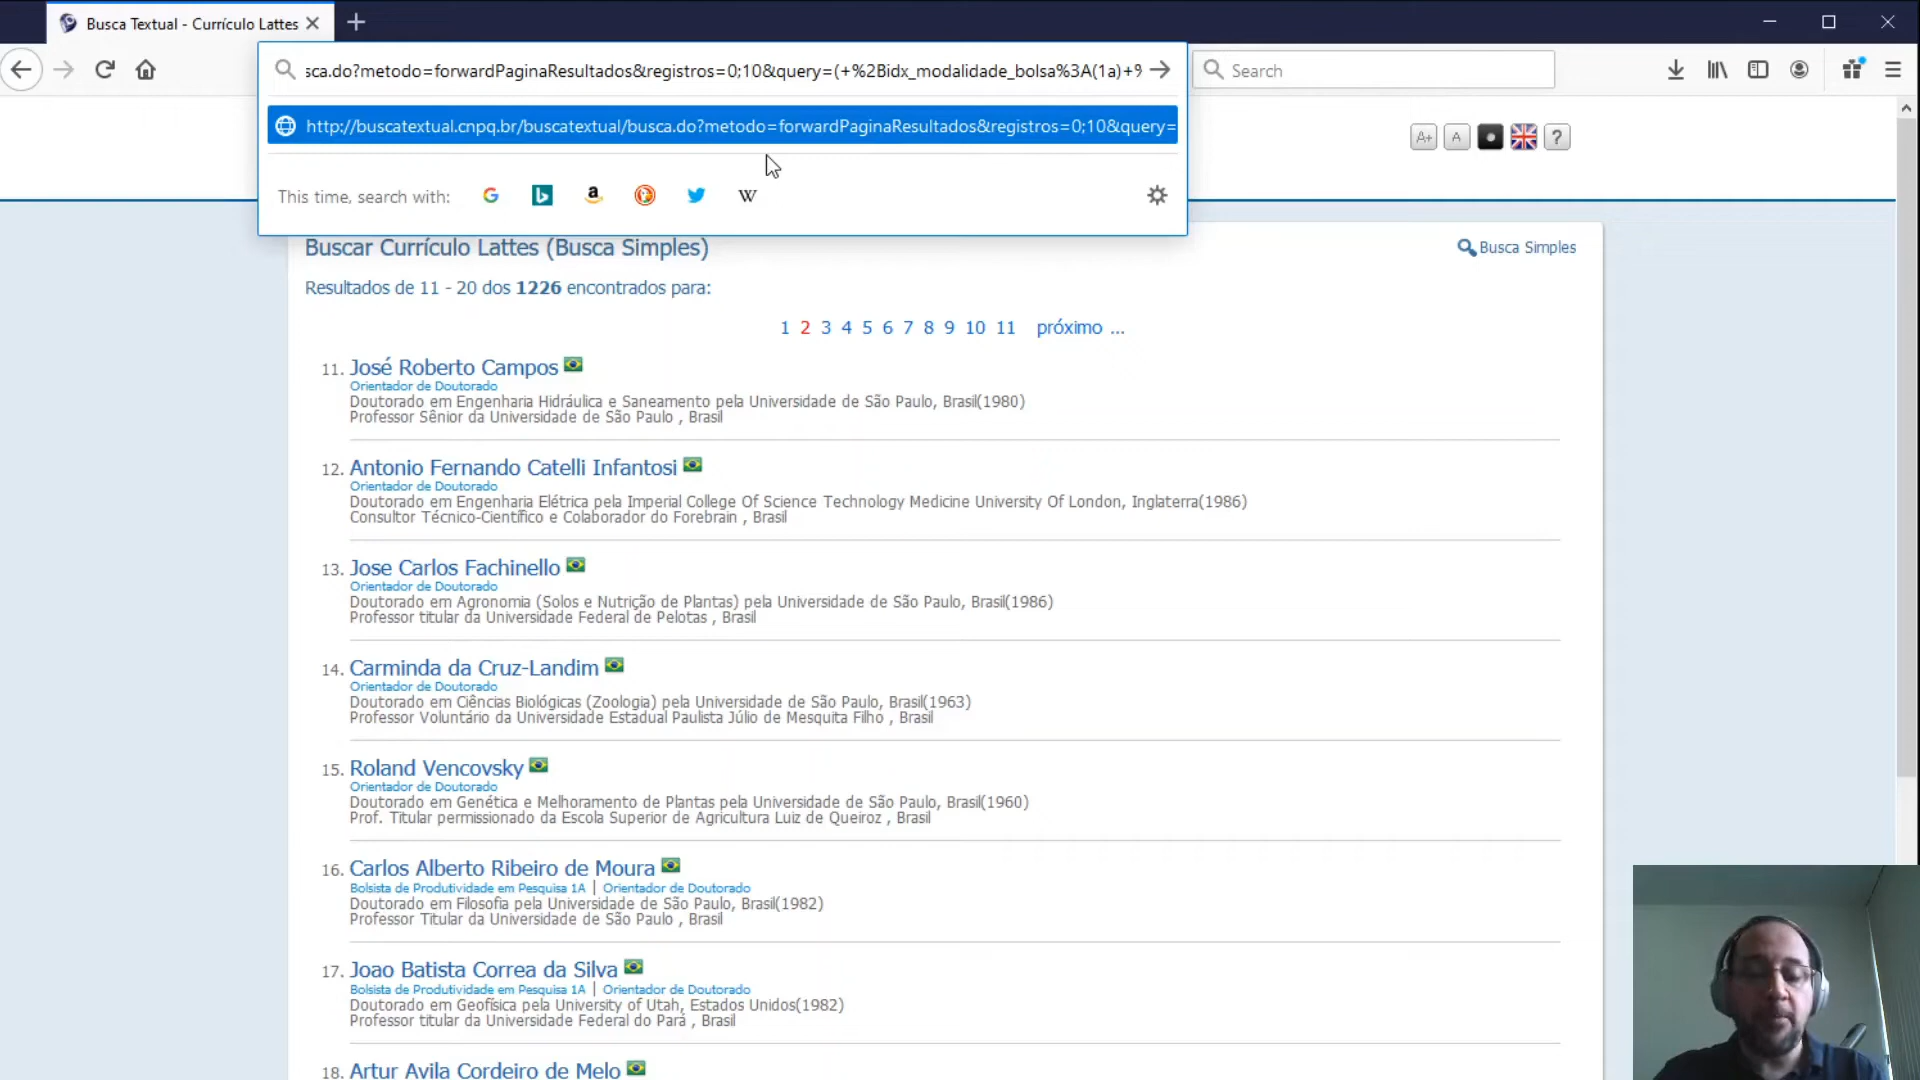 Busca Textual - Currículo Lattes
sca.do?metodo=forwardPaginaResultados&registros=0;10&query=(+%2Bidx_modalidade_bolsa%3A(1a)+%
Search
http://buscatextual.cnpq.br/buscatextual/busca.do?metodo=forwardPaginaResultados&registros=0;10&query=
A+ A ?
This time, search with:
Buscar Currículo Lattes (Busca Simples)
Busca Simples
Resultados de 11 - 20 dos 1226 encontrados para:
1 2 3 4 5 6 7 8 9 10 11 próximo ...
11. José Roberto Campos
Orientador de Doutorado
Doutorado em Engenharia Hidráulica e Saneamento pela Universidade de São Paulo, Brasil(1980)
Professor Sênior da Universidade de São Paulo , Brasil
12. Antonio Fernando Catelli Infantosi
Orientador de Doutorado
Doutorado em Engenharia Elétrica pela Imperial College Of Science Technology Medicine University Of London, Inglaterra(1986)
Consultor Técnico-Científico e Colaborador do Forebrain , Brasil
13. Jose Carlos Fachinello
Orientador de Doutorado
Doutorado em Agronomia (Solos e Nutrição de Plantas) pela Universidade de São Paulo, Brasil(1986)
Professor titular da Universidade Federal de Pelotas , Brasil
14. Carminda da Cruz-Landim
Orientador de Doutorado
Doutorado em Ciências Biológicas (Zoologia) pela Universidade de São Paulo, Brasil(1963)
Professor Voluntário da Universidade Estadual Paulista Júlio de Mesquita Filho , Brasil
15. Roland Vencovsky
Orientador de Doutorado
Doutorado em Genética e Melhoramento de Plantas pela Universidade de São Paulo, Brasil(1960)
Prof. Titular permissionado da Escola Superior de Agricultura Luiz de Queiroz , Brasil
16. Carlos Alberto Ribeiro de Moura
Bolsista de Produtividade em Pesquisa 1A | Orientador de Doutorado
Doutorado em Filosofia pela Universidade de São Paulo, Brasil(1982)
Professor Titular da Universidade de São Paulo , Brasil
17. Joao Batista Correa da Silva
Bolsista de Produtividade em Pesquisa 1A | Orientador de Doutorado
Doutorado em Geofísica pela University of Utah, Estados Unidos(1982)
Professor titular da Universidade Federal do Pará , Brasil
18. Artur Avila Cordeiro de Melo